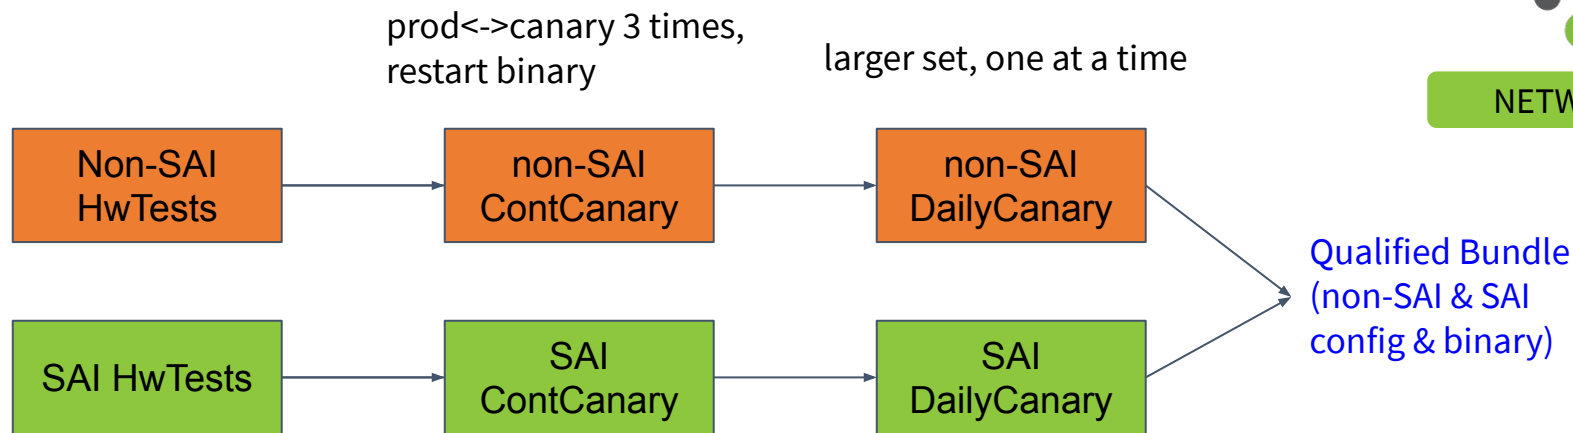 prod<->canary 3 times,
restart binary
larger set, one at a time
Non-SAI
HwTests
non-SAI
ContCanary
non-SAI
DailyCanary
SAI HwTests
SAI
ContCanary
SAI
DailyCanary
Qualified Bundle
(non-SAI & SAI
config & binary)